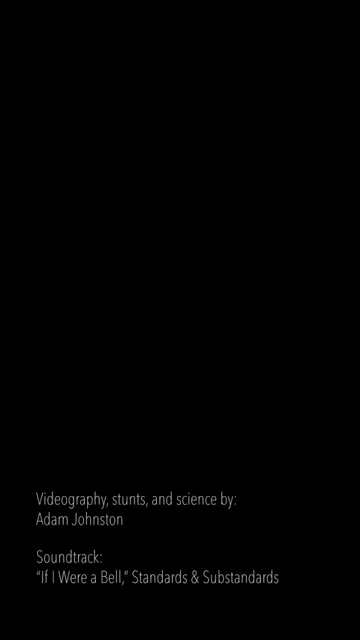 Videography, stunts, and science by:
Adam Johnston
Soundtrack:
“If I Were a Bell,” Standards & Substandards